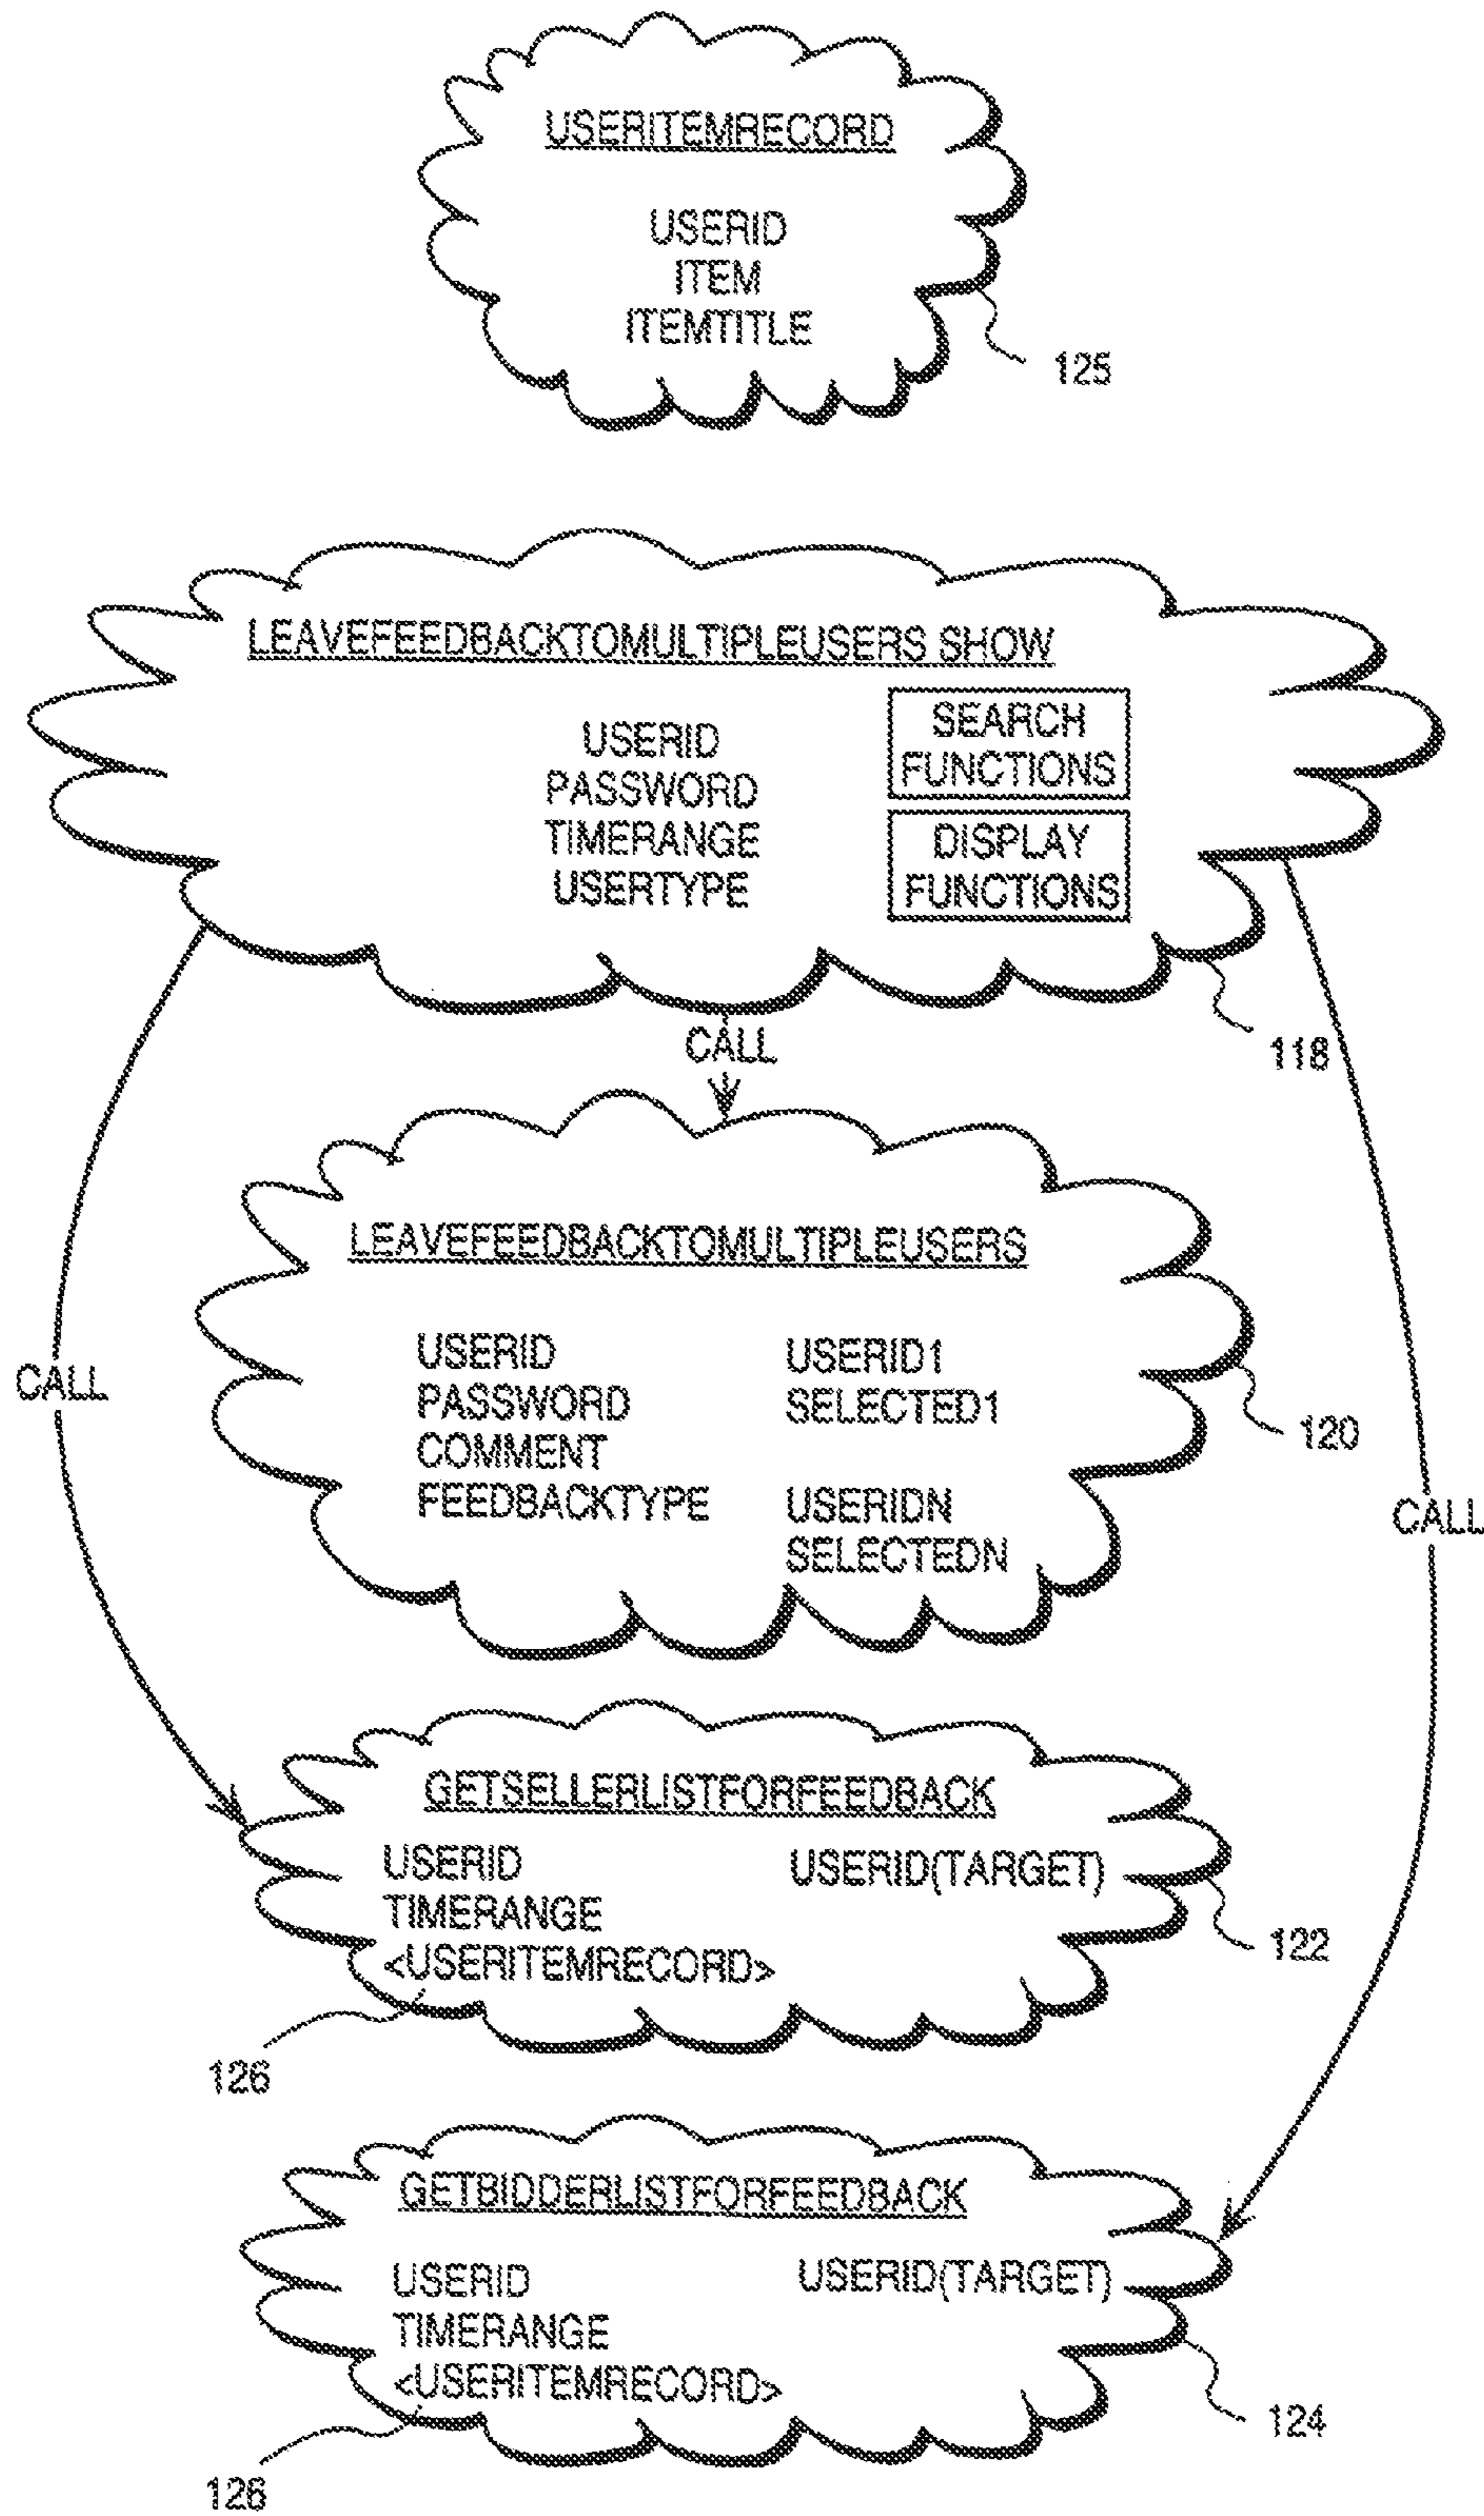 USERITEMRECORD
USERID
ITEM
ITEMTITLE
125
LEAVEFEEDBACKTOMULTIPLEUSERS SHOW
USERID
PASSWORD
TIMERANGE
USERTYPE
SEARCH
FUNCTIONS
DISPLAY
FUNCTIONS
118
CALL
CALL
CALL
LEAVEFEEDBACKTOMULTIPLEUSERS
USERID
PASSWORD
COMMENT
FEEDBACKTYPE
USERID1
SELECTED1
USERIDN
SELECTEDN
120
GETSELLERLISTFORFEEDBACK
USERID
TIMERANGE
<USERITEMRECORD>
USERID(TARGET)
122
126
GETBIDDERLISTFORFEEDBACK
USERID
TIMERANGE
<USERITEMRECORD>
USERID(TARGET)
124
126